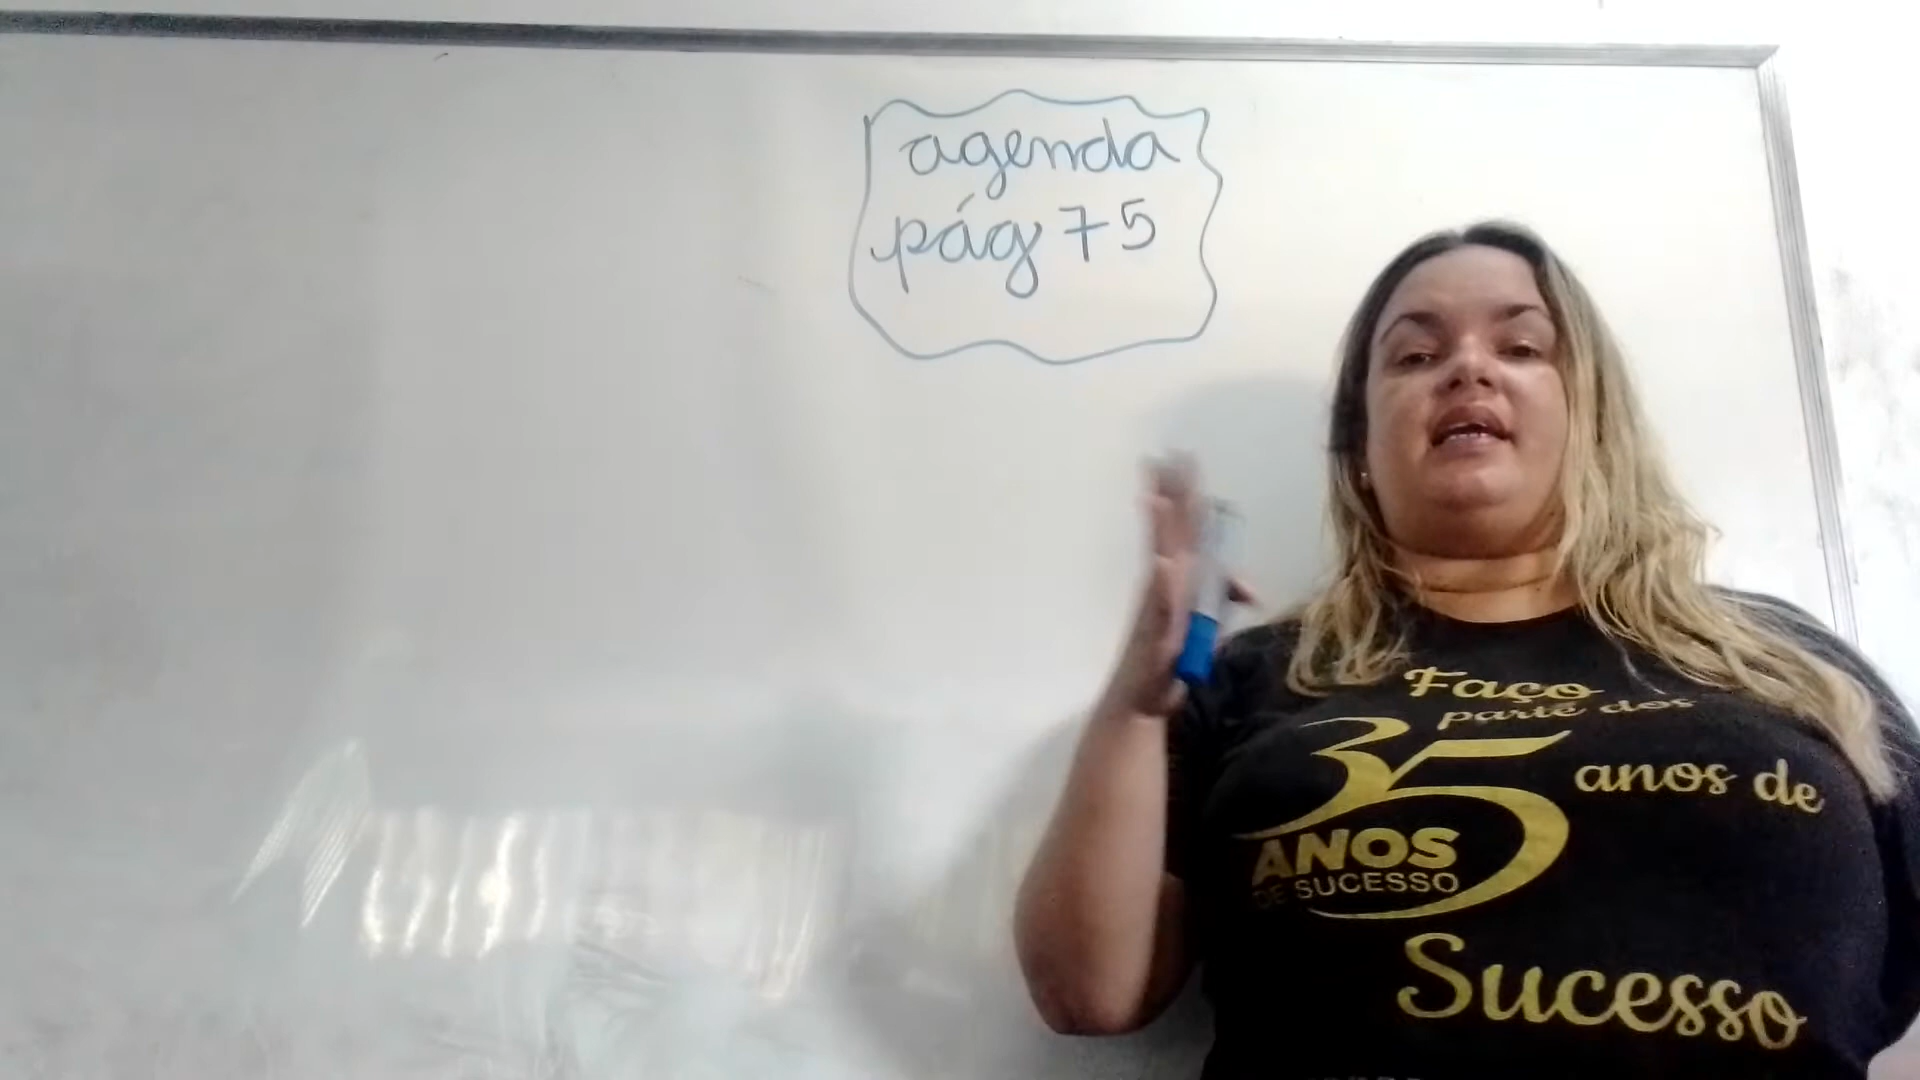 agenda
pág 75
Faço
parte dos
35 anos de
ANOS
DE SUCESSO
Sucesso